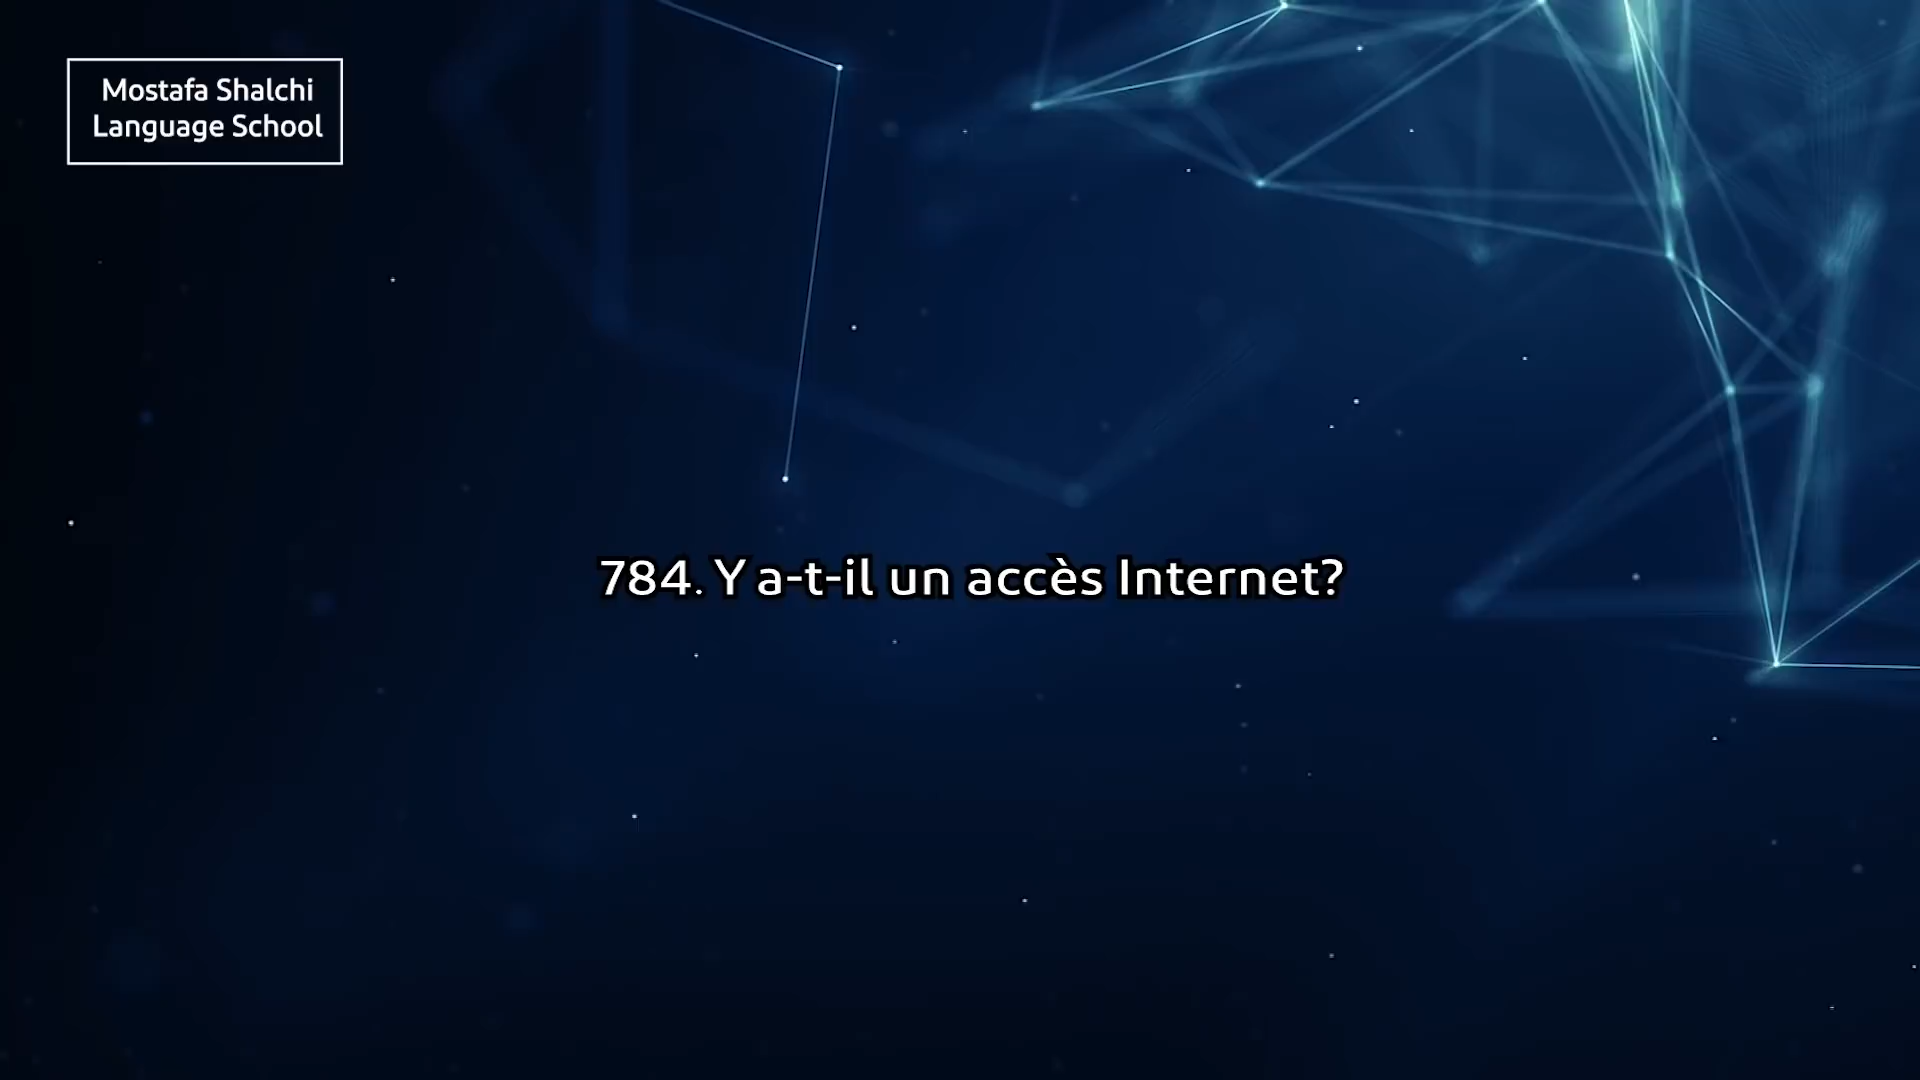 Mostafa Shalchi
Language School
784. Y a-t-il un accès Internet?